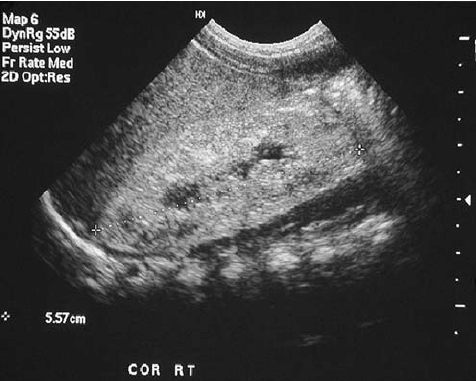 Map 6
DynRg 55dB
Persist Low
Fr Rate Med
2D Opt:Res
5.57cm
COR RT